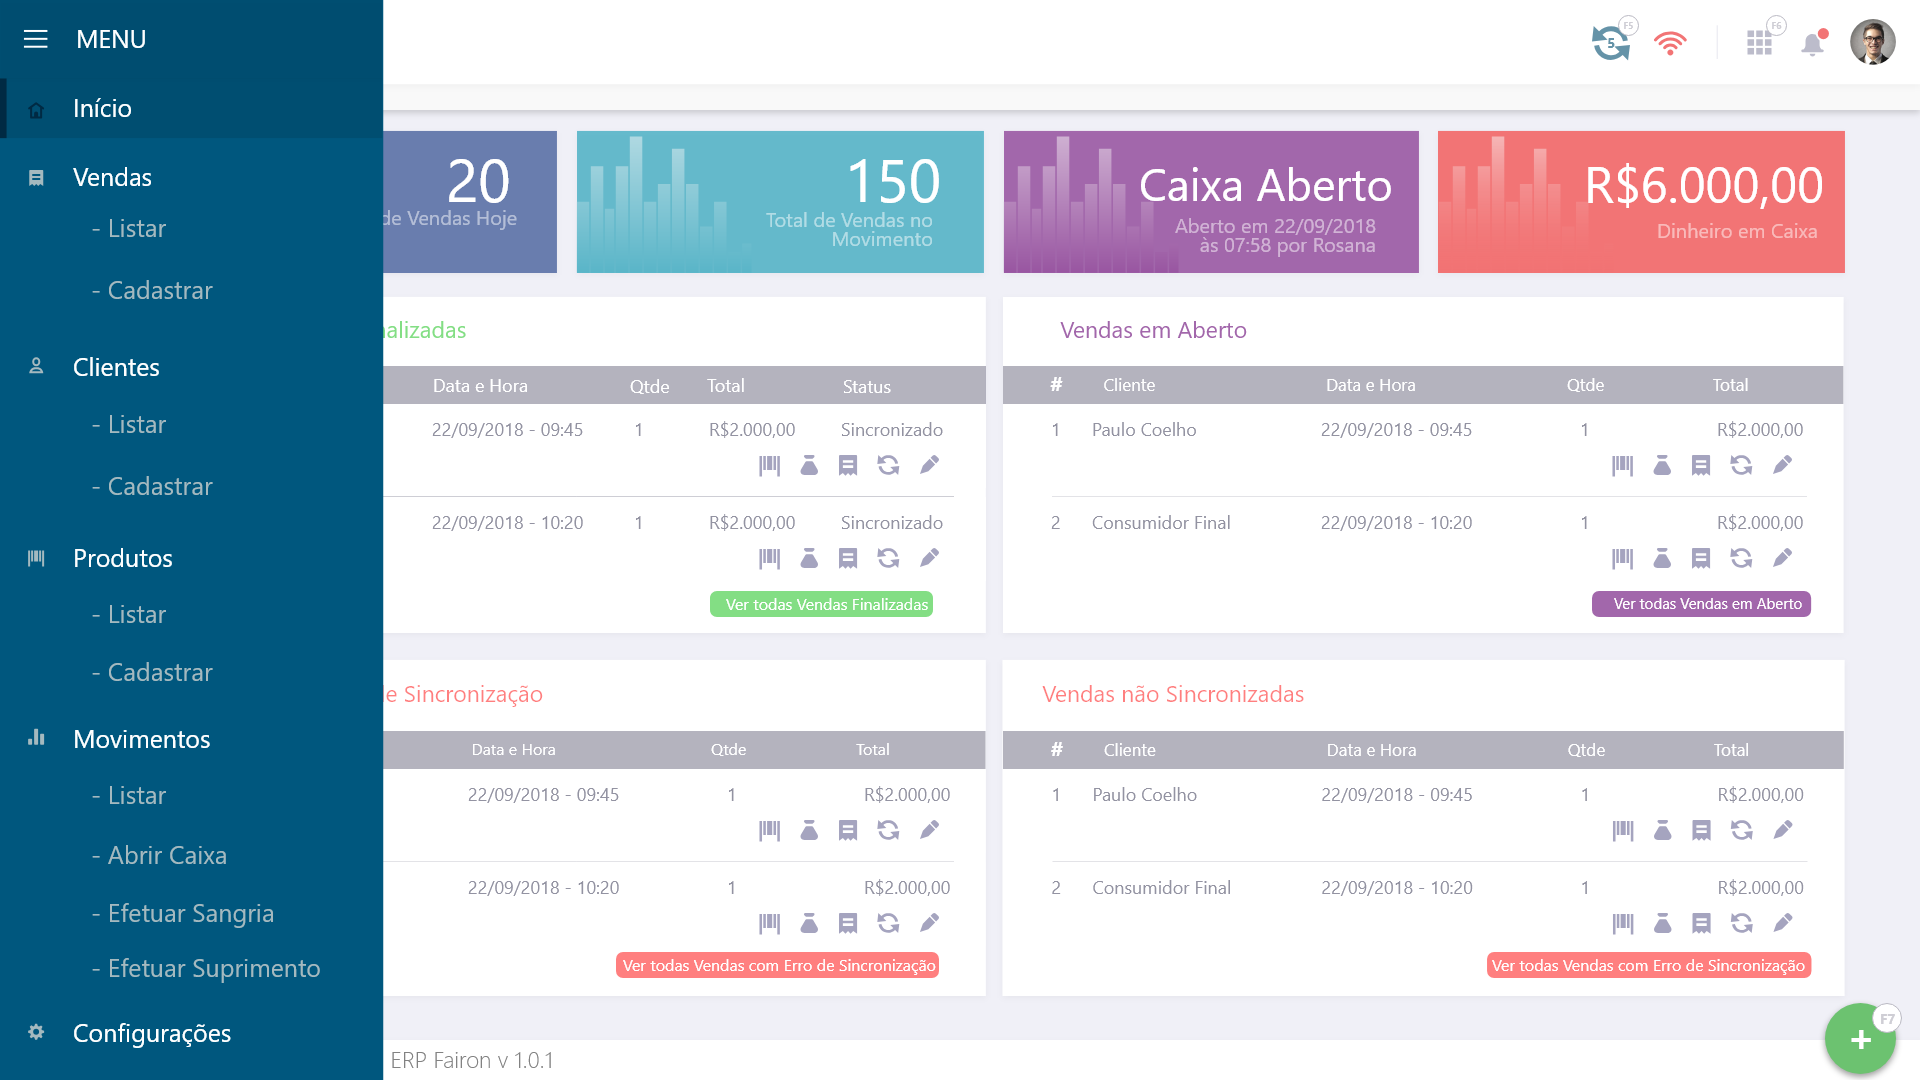 MENU
Início
Vendas
- Listar
- Cadastrar
Clientes
- Listar
- Cadastrar
Produtos
- Listar
- Cadastrar
Movimentos
- Listar
- Abrir Caixa
- Efetuar Sangria
- Efetuar Suprimento
Configurações
5
F5
F6
20
de Vendas Hoje
150
Total de Vendas no
Movimento
Caixa Aberto
Aberto em 22/09/2018
às 07:58 por Rosana
R$6.000,00
Dinheiro em Caixa
nalizadas
Data e Hora Qtde Total Status
22/09/2018 - 09:45 1 R$2.000,00 Sincronizado
22/09/2018 - 10:20 1 R$2.000,00 Sincronizado
Ver todas Vendas Finalizadas
Vendas em Aberto
# Cliente Data e Hora Qtde Total
1 Paulo Coelho 22/09/2018 - 09:45 1 R$2.000,00
2 Consumidor Final 22/09/2018 - 10:20 1 R$2.000,00
Ver todas Vendas em Aberto
e Sincronização
Data e Hora Qtde Total
22/09/2018 - 09:45 1 R$2.000,00
22/09/2018 - 10:20 1 R$2.000,00
Ver todas Vendas com Erro de Sincronização
Vendas não Sincronizadas
# Cliente Data e Hora Qtde Total
1 Paulo Coelho 22/09/2018 - 09:45 1 R$2.000,00
2 Consumidor Final 22/09/2018 - 10:20 1 R$2.000,00
Ver todas Vendas com Erro de Sincronização
F7
+
ERP Fairon v 1.0.1